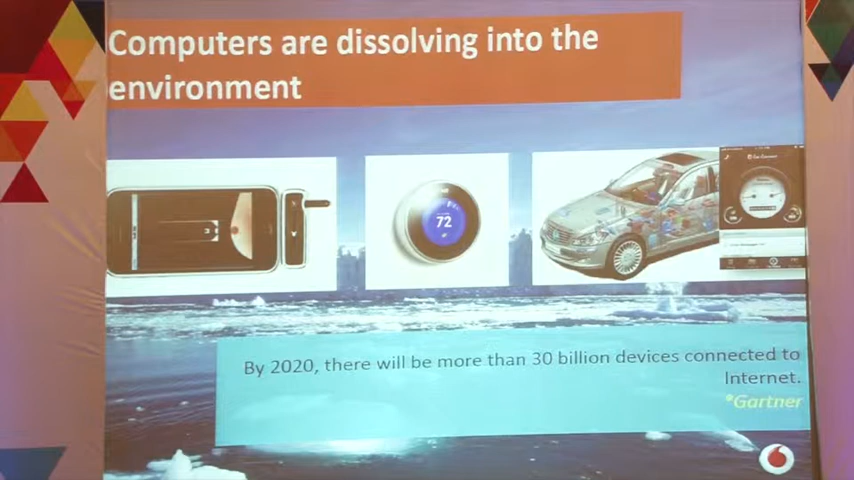 Computers are dissolving into the
environment
72
By 2020, there will be more than 30 billion devices connected to
Internet.
*Gartner